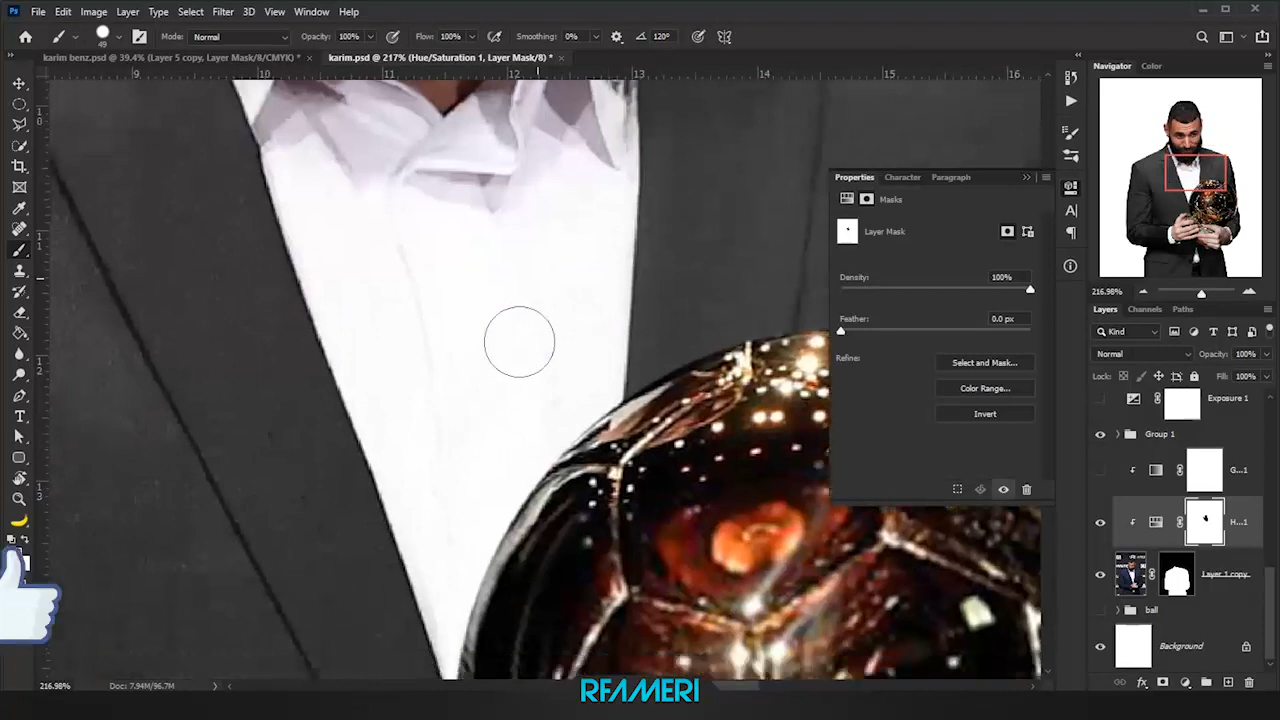 Ps File Edit Image Layer Type Select Filter 3D View Window Help
49 Mode: Normal Opacity: 100% Flow: 100% Smoothing: 0% 120°
karim benz.psd @ 39.4% (Layer 5 copy, Layer Mask/8/CMYK) * × karim.psd @ 217% (Hue/Saturation 1, Layer Mask/8) * ×
9 10 11 12 13 14 15 16
Navigator Color
Properties Character Paragraph
Masks
Layer Mask
Density: 100%
Feather: 0.0 px
Refine: Select and Mask...
Color Range...
Invert
216.98%
Layers Channels Paths
Kind
Normal Opacity: 100%
Lock: Fill: 100%
Exposure 1
Group 1
G...1
H...1
Layer 1 copy
ball
Background
216.98% Doc: 7.94M/96.7M
RFAMERI